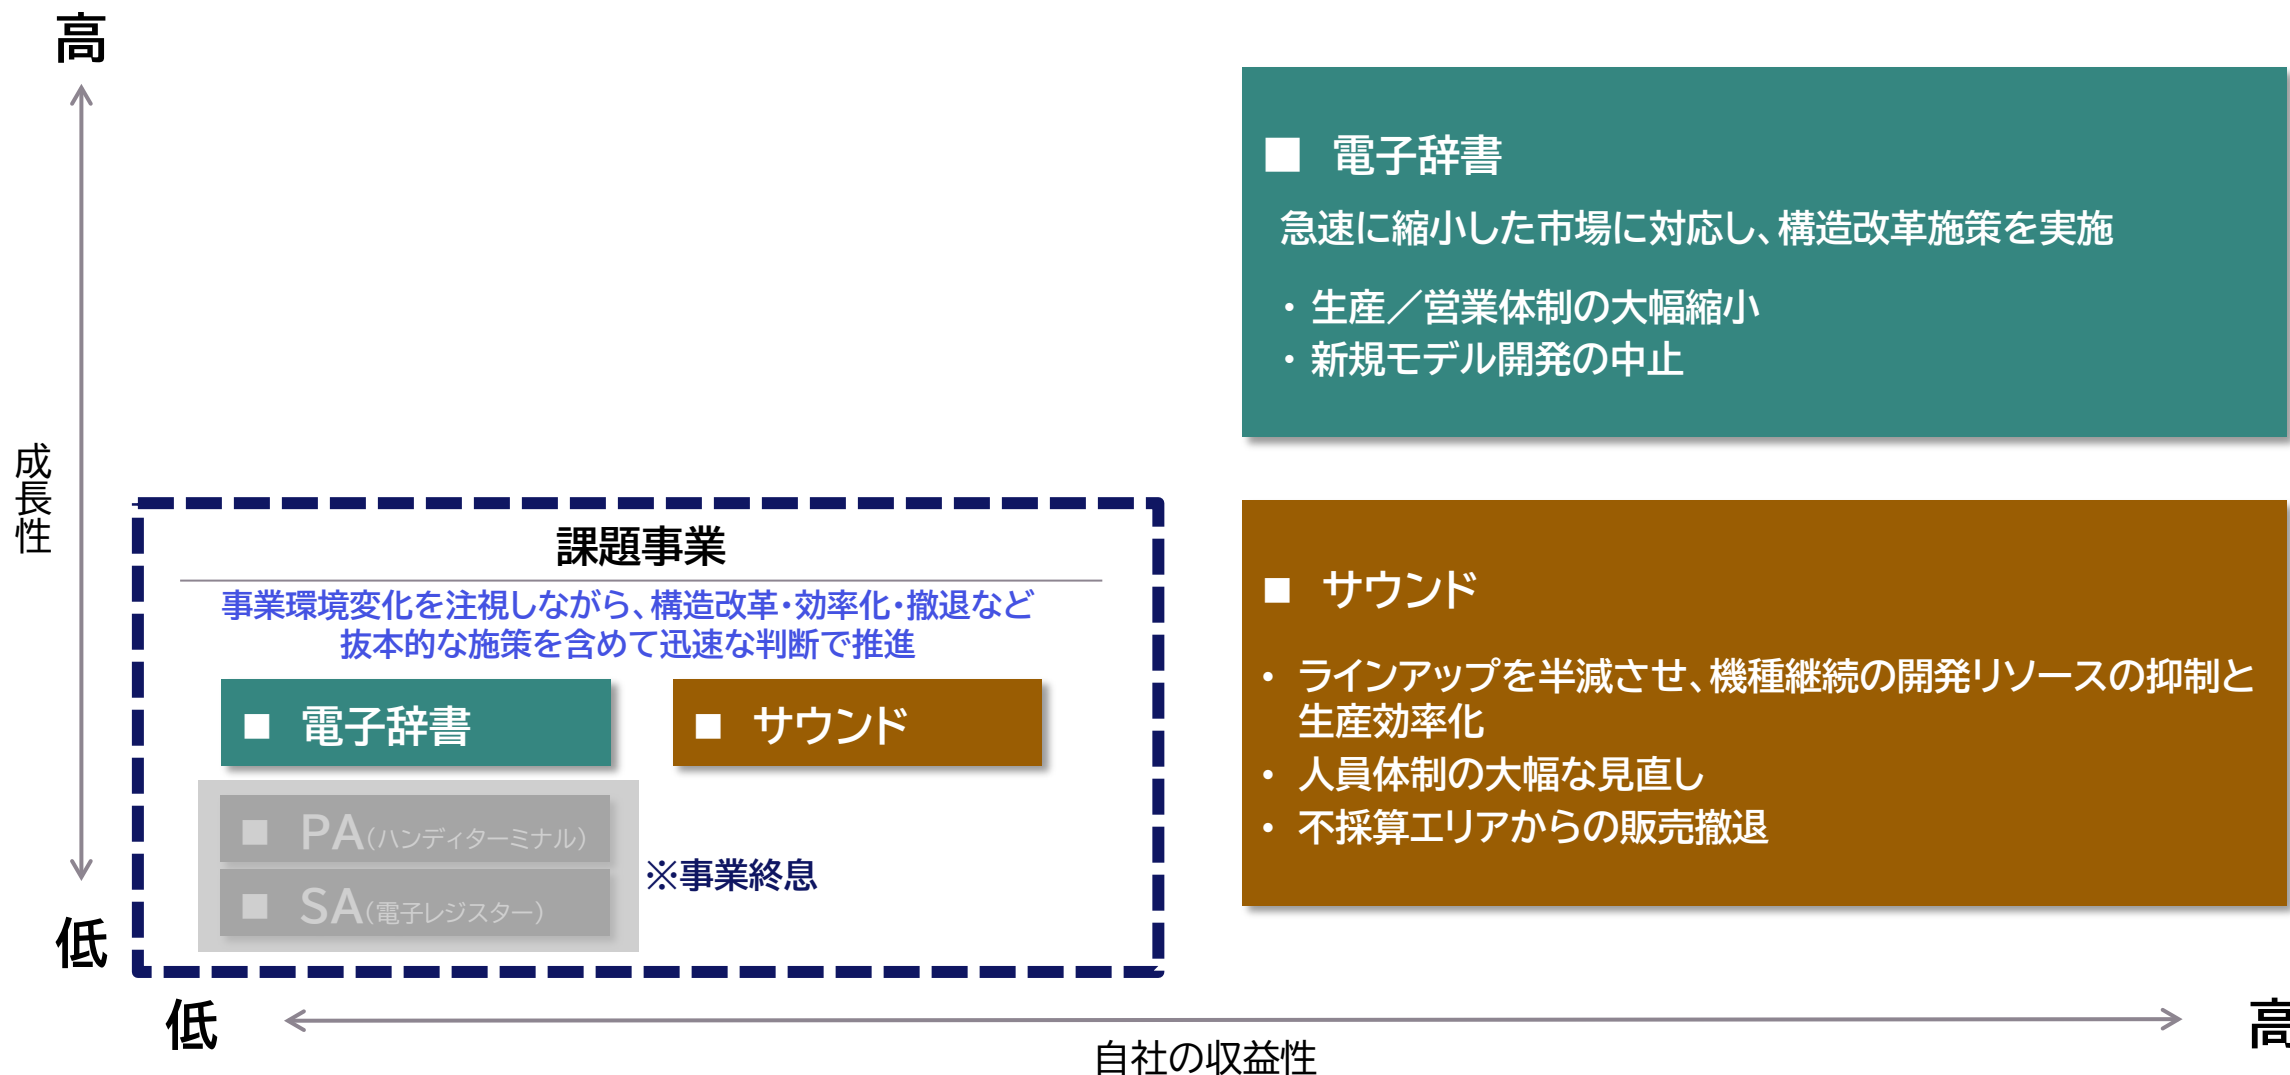 高
成長性
低
■ 電子辞書
急速に縮小した市場に対応し、構造改革施策を実施
・ 生産／営業体制の大幅縮小
・ 新規モデル開発の中止
課題事業
事業環境変化を注視しながら、構造改革・効率化・撤退など
抜本的な施策を含めて迅速な判断で推進
■ 電子辞書
■ サウンド
■ PA（ハンディターミナル）
■ SA（電子レジスター）
※事業終息
■ サウンド
• ラインアップを半減させ、機種継続の開発リソースの抑制と
生産効率化
• 人員体制の大幅な見直し
• 不採算エリアからの販売撤退
低
自社の収益性
高